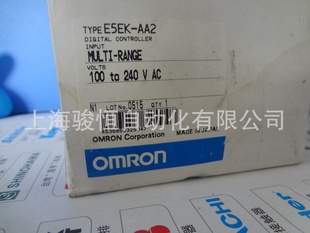 TYPE E5EK-AA2
DIGITAL CONTROLLER
INPUT
MULTI-RANGE
VOLTS
100 to 240 V AC
上海骏恒自动化有限公司
N1 LOT No. 0515 QTY. 1
OMRON Corporation MADE IN JAPAN
OMRON